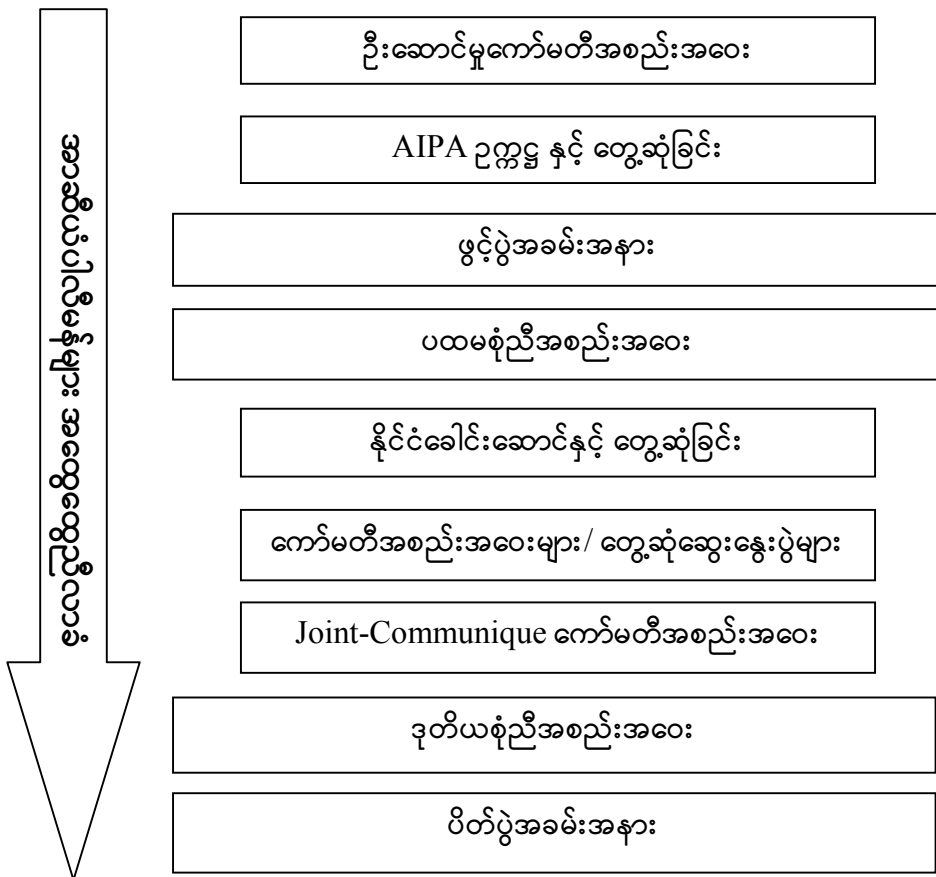 ဦးဆောင်မှုကော်မတီအစည်းအဝေး
AIPA ဥက္ကဋ္ဌ နှင့် တွေ့ဆုံခြင်း
ဖွင့်ပွဲအခမ်းအနား
ပထမစုံညီအစည်းအဝေး
နိုင်ငံခေါင်းဆောင်နှင့် တွေ့ဆုံခြင်း
ကော်မတီအစည်းအဝေးများ/ တွေ့ဆုံဆွေးနွေးပွဲများ
Joint-Communique ကော်မတီအစည်းအဝေး
ဒုတိယစုံညီအစည်းအဝေး
ပိတ်ပွဲအခမ်းအနား